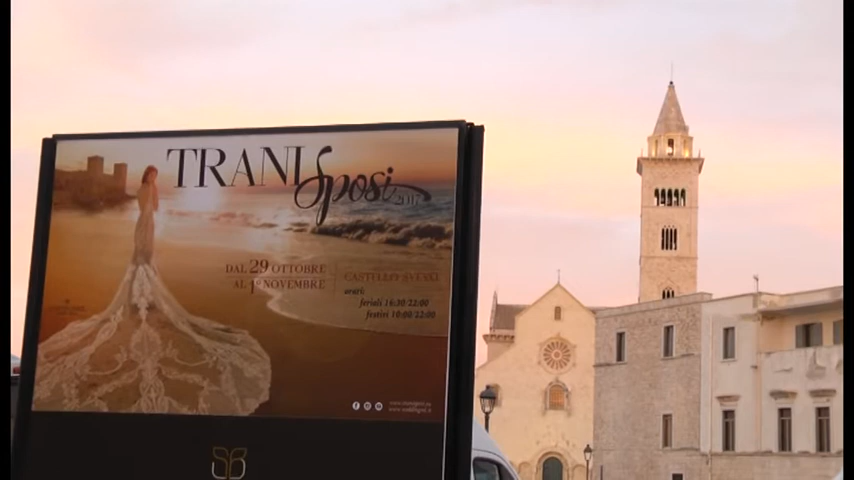 TRANI Sposi 2017
DAL 29 OTTOBRE
AL 1° NOVEMBRE
CASTELLO SVEVO
orari:
feriali 16:30/22:00
festivi 10:00/22:00